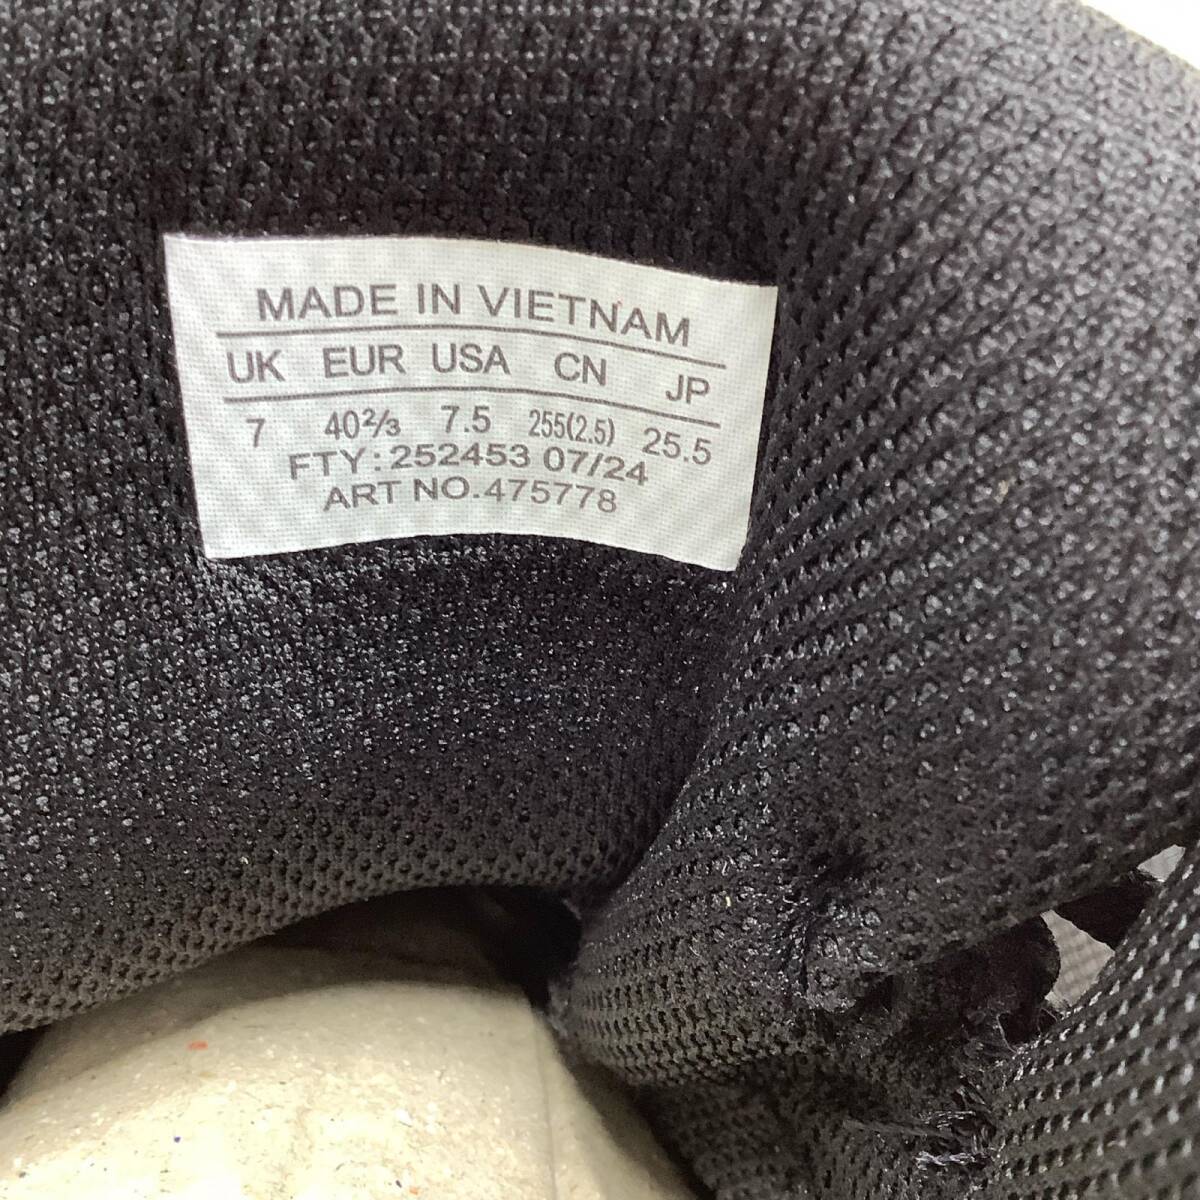 MADE IN VIETNAM
UK EUR USA CN JP
7 40⅔ 7.5 255(2.5) 25.5
FTY:252453 07/24
ART NO.475778